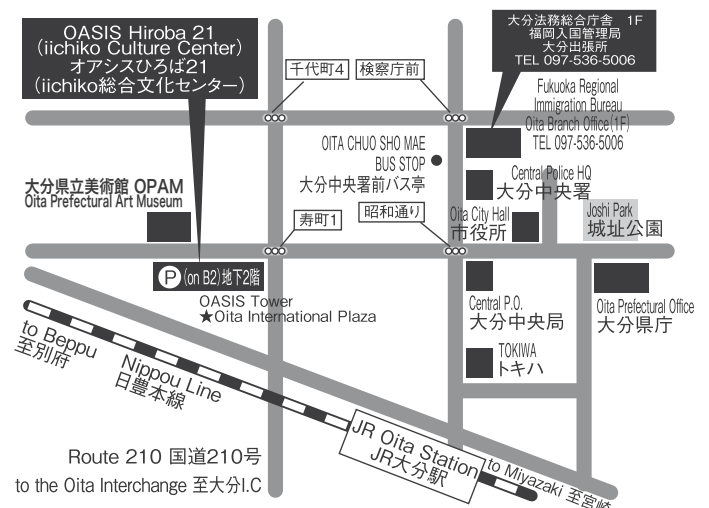 OASIS Hiroba 21
(iichiko Culture Center)
オアシスひろば21
(iichiko総合文化センター)
大分法務総合庁舎 1F
福岡入国管理局
大分出張所
TEL 097-536-5006
千代町4
検察庁前
Fukuoka Regional
Immigration Bureau
Oita Branch Office(1F)
TEL 097-536-5006
OITA CHUO SHO MAE
BUS STOP
大分中央署前バス亭
Central Police HQ
大分中央署
大分県立美術館 OPAM
Oita Prefectural Art Museum
寿町1
昭和通り
Oita City Hall
市役所
Joshi Park
城址公園
P (on B2)地下2階
OASIS Tower
★Oita International Plaza
Central P.O.
大分中央局
Oita Prefectural Office
大分県庁
to Beppu
至別府
Nippou Line
日豊本線
TOKIWA
トキハ
JR Oita Station
JR大分駅
Route 210 国道210号
to the Oita Interchange 至大分I.C
to Miyazaki 至宮崎